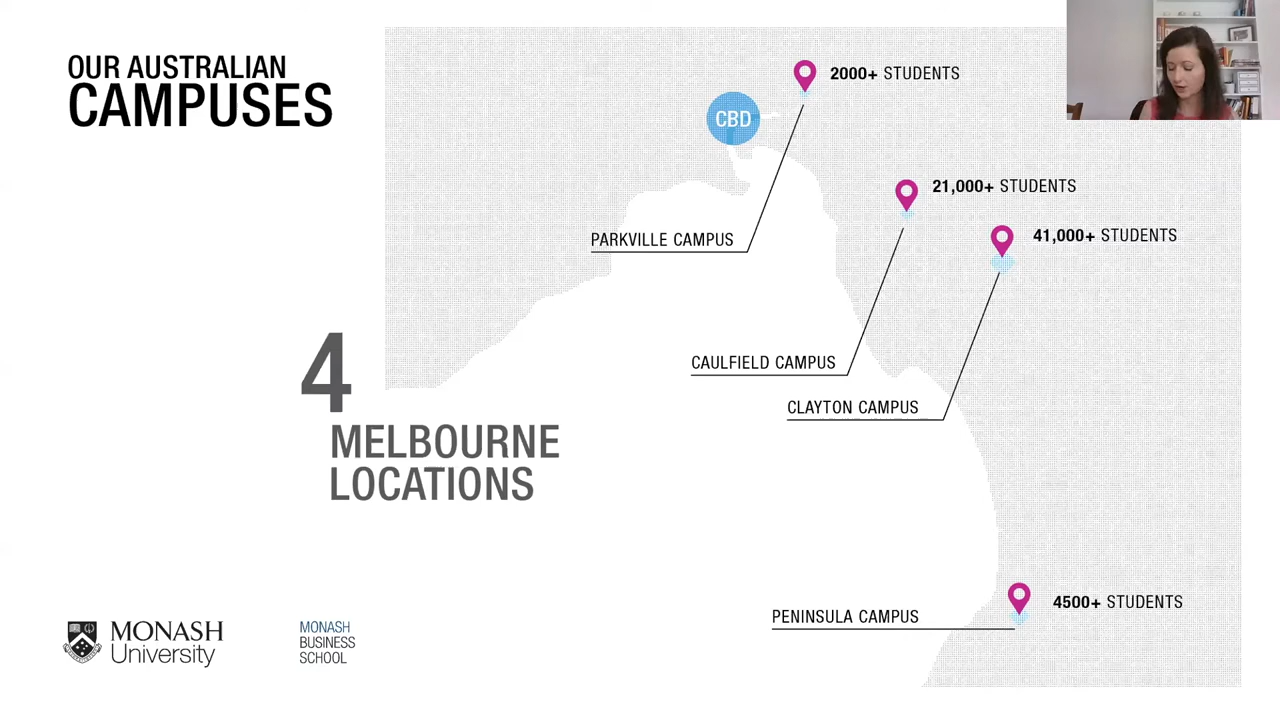 OUR AUSTRALIAN
CAMPUSES
2000+ STUDENTS
CBD
21,000+ STUDENTS
41,000+ STUDENTS
PARKVILLE CAMPUS
CAULFIELD CAMPUS
CLAYTON CAMPUS
4
MELBOURNE
LOCATIONS
PENINSULA CAMPUS
4500+ STUDENTS
MONASH
University
MONASH
BUSINESS
SCHOOL